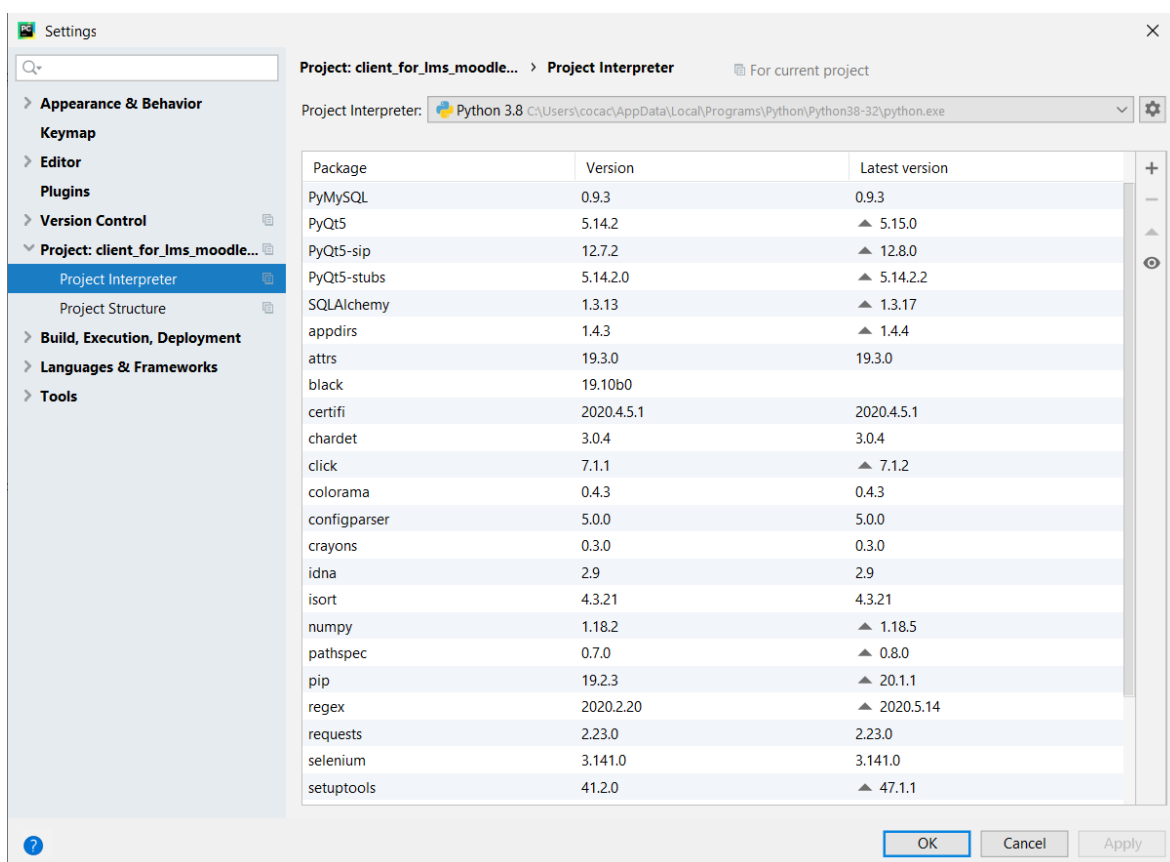 Settings
Project: client_for_lms_moodle... > Project Interpreter For current project
Appearance & Behavior
Project Interpreter: Python 3.8 C:\Users\cocac\AppData\Local\Programs\Python\Python38-32\python.exe
Keymap
Editor
Plugins
Version Control
Project: client_for_lms_moodle...
Project Interpreter
Project Structure
Build, Execution, Deployment
Languages & Frameworks
Tools
Package Version Latest version
PyMySQL 0.9.3 0.9.3
PyQt5 5.14.2 5.15.0
PyQt5-sip 12.7.2 12.8.0
PyQt5-stubs 5.14.2.0 5.14.2.2
SQLAlchemy 1.3.13 1.3.17
appdirs 1.4.3 1.4.4
attrs 19.3.0 19.3.0
black 19.10b0
certifi 2020.4.5.1 2020.4.5.1
chardet 3.0.4 3.0.4
click 7.1.1 7.1.2
colorama 0.4.3 0.4.3
configparser 5.0.0 5.0.0
crayons 0.3.0 0.3.0
idna 2.9 2.9
isort 4.3.21 4.3.21
numpy 1.18.2 1.18.5
pathspec 0.7.0 0.8.0
pip 19.2.3 20.1.1
regex 2020.2.20 2020.5.14
requests 2.23.0 2.23.0
selenium 3.141.0 3.141.0
setuptools 41.2.0 47.1.1
? OK Cancel Apply